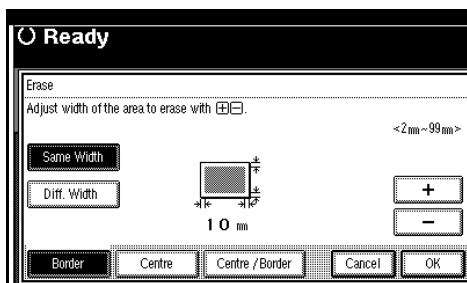 Ready
Erase
Adjust width of the area to erase with ⊞⊟.
<2mm~99mm>
Same Width
Diff. Width
+
10 mm
−
Border Centre Centre / Border Cancel OK